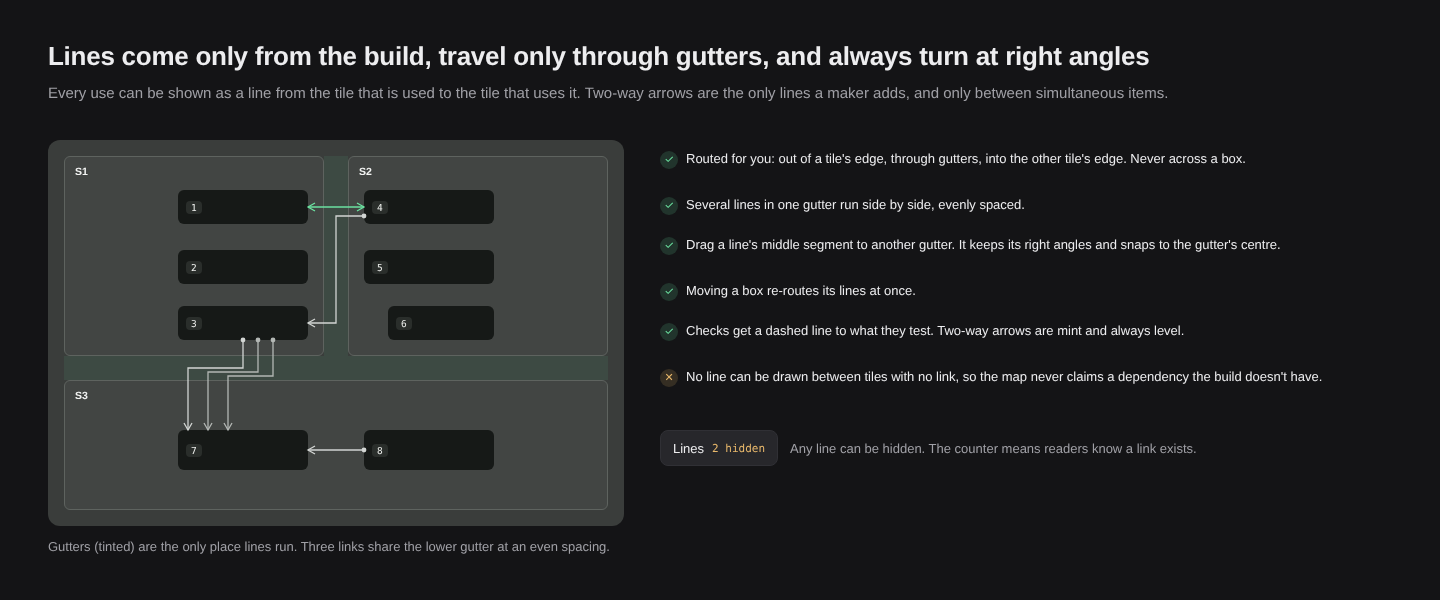 Lines come only from the build, travel only through gutters, and always turn at right angles
Every use can be shown as a line from the tile that is used to the tile that uses it. Two-way arrows are the only lines a maker adds, and only between simultaneous items.
S1
S2
1
4
2
5
3
6
S3
7
8
Gutters (tinted) are the only place lines run. Three links share the lower gutter at an even spacing.
Routed for you: out of a tile's edge, through gutters, into the other tile's edge. Never across a box.
Several lines in one gutter run side by side, evenly spaced.
Drag a line's middle segment to another gutter. It keeps its right angles and snaps to the gutter's centre.
Moving a box re-routes its lines at once.
Checks get a dashed line to what they test. Two-way arrows are mint and always level.
No line can be drawn between tiles with no link, so the map never claims a dependency the build doesn't have.
Lines 2 hidden
Any line can be hidden. The counter means readers know a link exists.